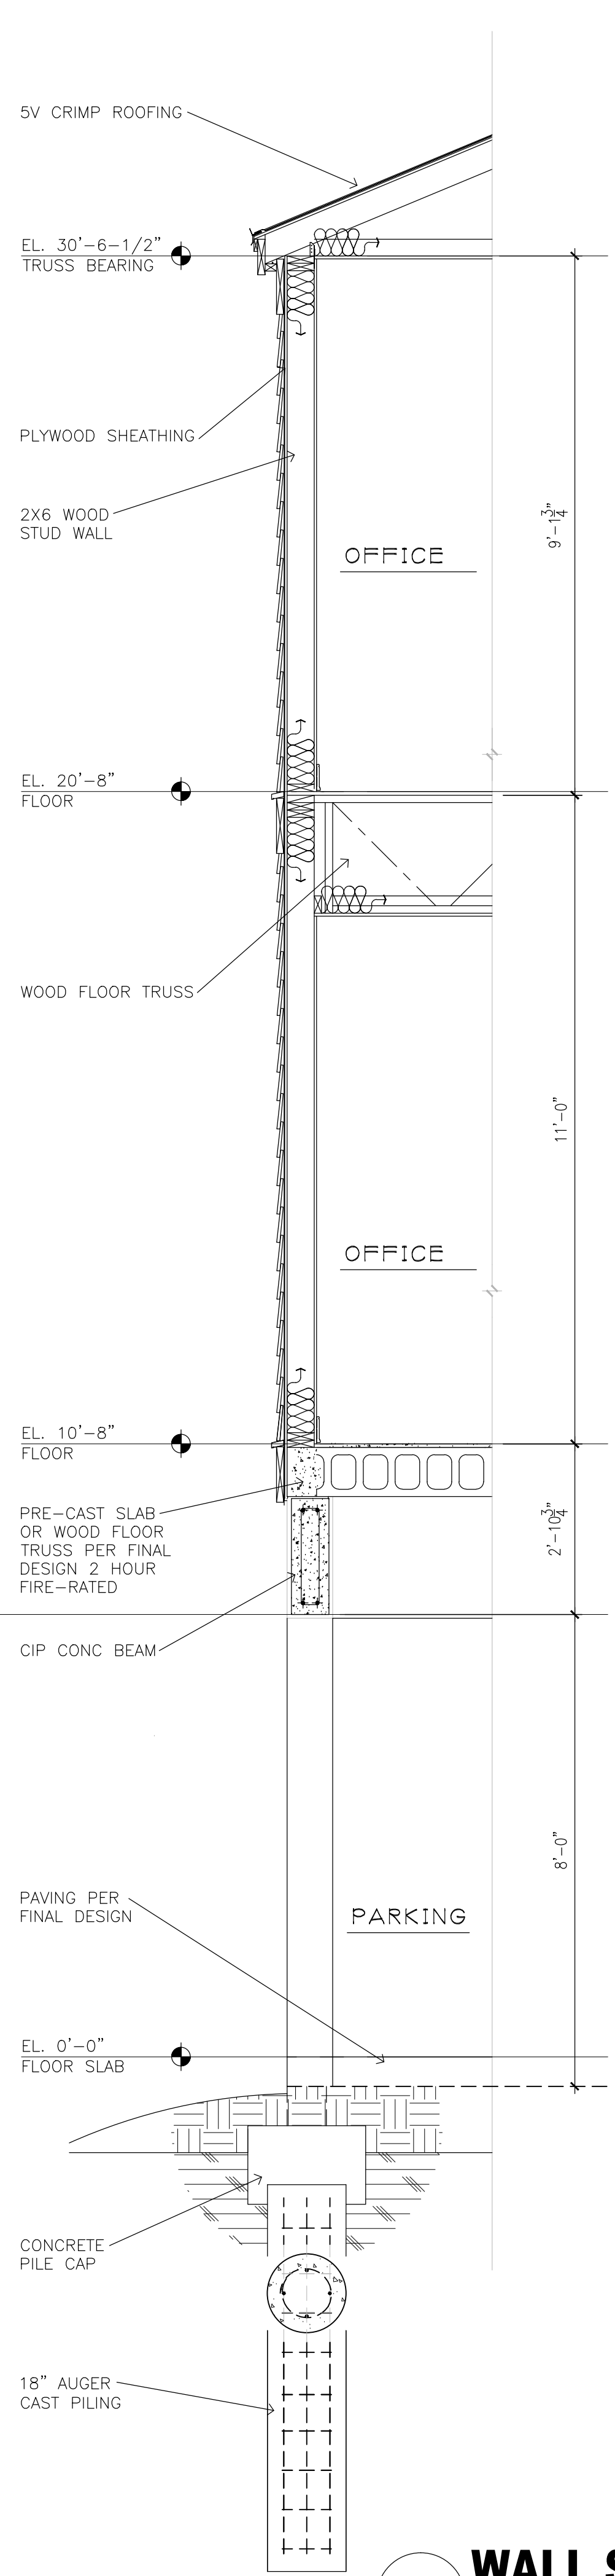 5V CRIMP ROOFING
EL. 30'-6-1/2"
TRUSS BEARING
PLYWOOD SHEATHING
2X6 WOOD
STUD WALL
9'-1 3/4"
OFFICE
EL. 20'-8"
FLOOR
WOOD FLOOR TRUSS
11'-0"
OFFICE
EL. 10'-8"
FLOOR
PRE-CAST SLAB
OR WOOD FLOOR
TRUSS PER FINAL
DESIGN 2 HOUR
FIRE-RATED
2'-10 3/4"
CIP CONC BEAM
8'-0"
PAVING PER
FINAL DESIGN
PARKING
EL. 0'-0"
FLOOR SLAB
CONCRETE
PILE CAP
18" AUGER
CAST PILING
WALL